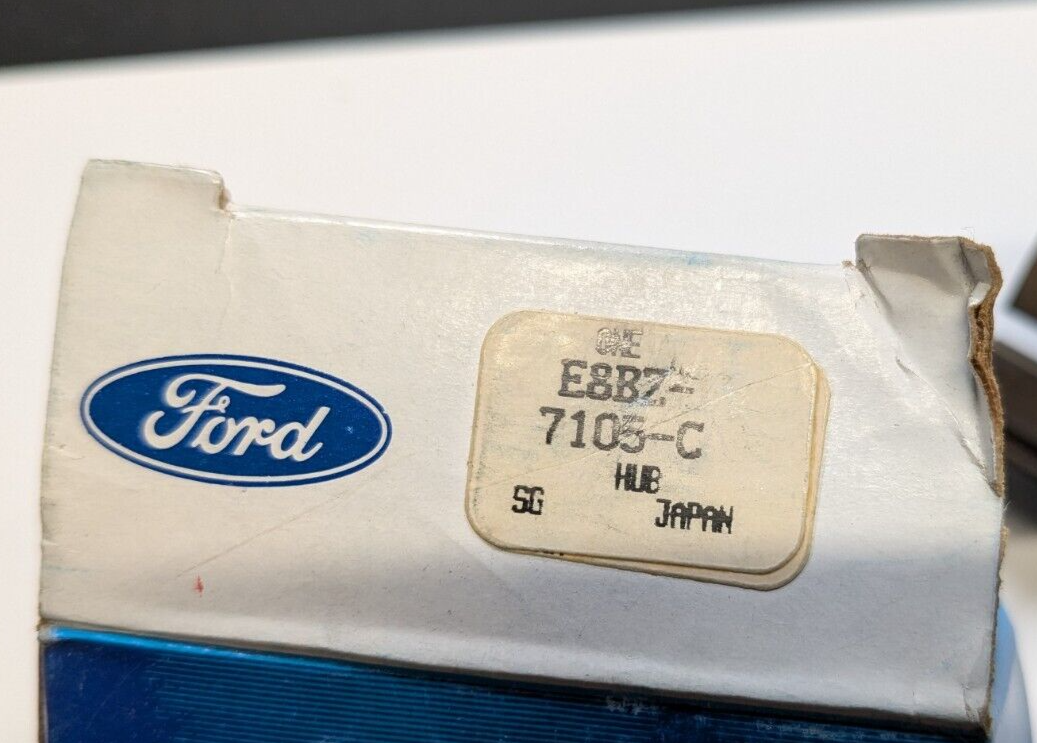 Ford
ONE
E8BZ-
7105-C
HUB
SG JAPAN